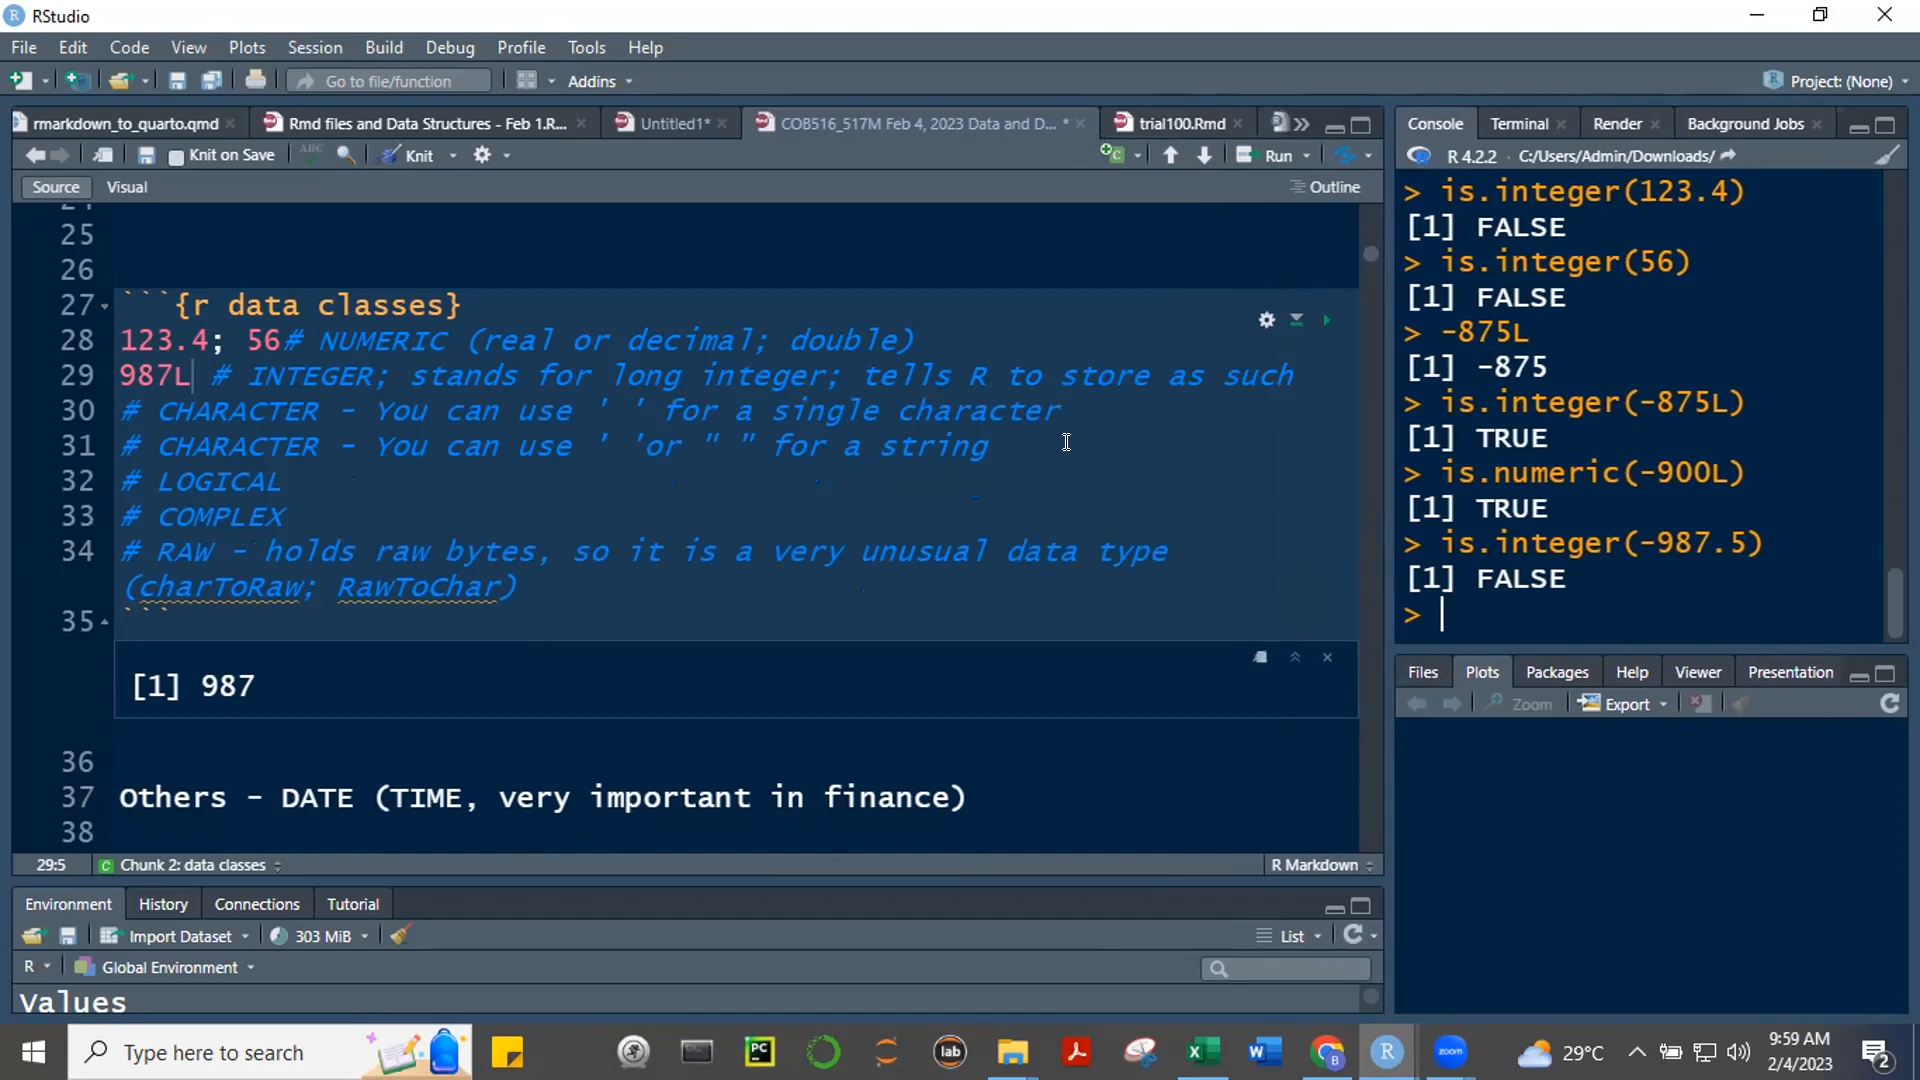 RStudio
File Edit Code View Plots Session Build Debug Profile Tools Help
Go to file/function Addins Project: (None)
rmarkdown_to_quarto.qmd Rmd files and Data Structures - Feb 1.R... Untitled1* COB516_517M Feb 4, 2023 Data and D... * trial100.Rmd
Knit on Save ABC Knit Run
Source Visual Outline
24
25
26
27 ```{r data classes}
28 123.4; 56# NUMERIC (real or decimal; double)
29 987L # INTEGER; stands for long integer; tells R to store as such
30 # CHARACTER - You can use ' ' for a single character
31 # CHARACTER - You can use ' 'or " " for a string
32 # LOGICAL
33 # COMPLEX
34 # RAW - holds raw bytes, so it is a very unusual data type
(charToRaw; RawToChar)
35 ```
[1] 987
36
37 Others - DATE (TIME, very important in finance)
38
29:5 C Chunk 2: data classes R Markdown
Environment History Connections Tutorial
Import Dataset 303 MiB List
R Global Environment
Values
Console Terminal Render Background Jobs
R 4.2.2 · C:/Users/Admin/Downloads/
> is.integer(123.4)
[1] FALSE
> is.integer(56)
[1] FALSE
> -875L
[1] -875
> is.integer(-875L)
[1] TRUE
> is.numeric(-900L)
[1] TRUE
> is.integer(-987.5)
[1] FALSE
>
Files Plots Packages Help Viewer Presentation
Zoom Export
Type here to search PC lab B R zoom 29°C 9:59 AM
2/4/2023 2